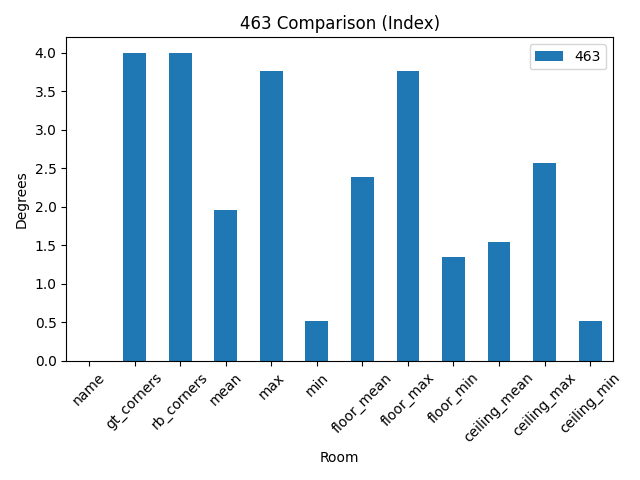 463 Comparison (Index)
463
Degrees
4.0
3.5
3.0
2.5
2.0
1.5
1.0
0.5
0.0
name
gt_corners
rb_corners
mean
max
min
floor_mean
floor_max
floor_min
ceiling_mean
ceiling_max
ceiling_min
Room